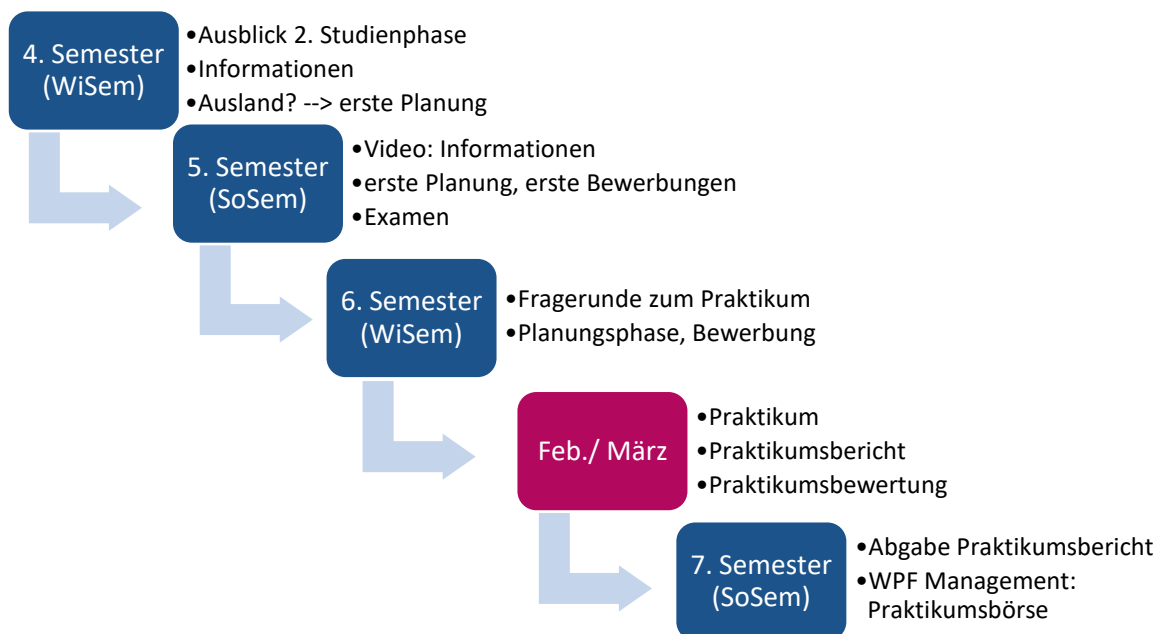 4. Semester
(WiSem)
•Ausblick 2. Studienphase
•Informationen
•Ausland? --> erste Planung
5. Semester
(SoSem)
•Video: Informationen
•erste Planung, erste Bewerbungen
•Examen
6. Semester
(WiSem)
•Fragerunde zum Praktikum
•Planungsphase, Bewerbung
Feb./ März
•Praktikum
•Praktikumsbericht
•Praktikumsbewertung
7. Semester
(SoSem)
•Abgabe Praktikumsbericht
•WPF Management:
Praktikumsbörse